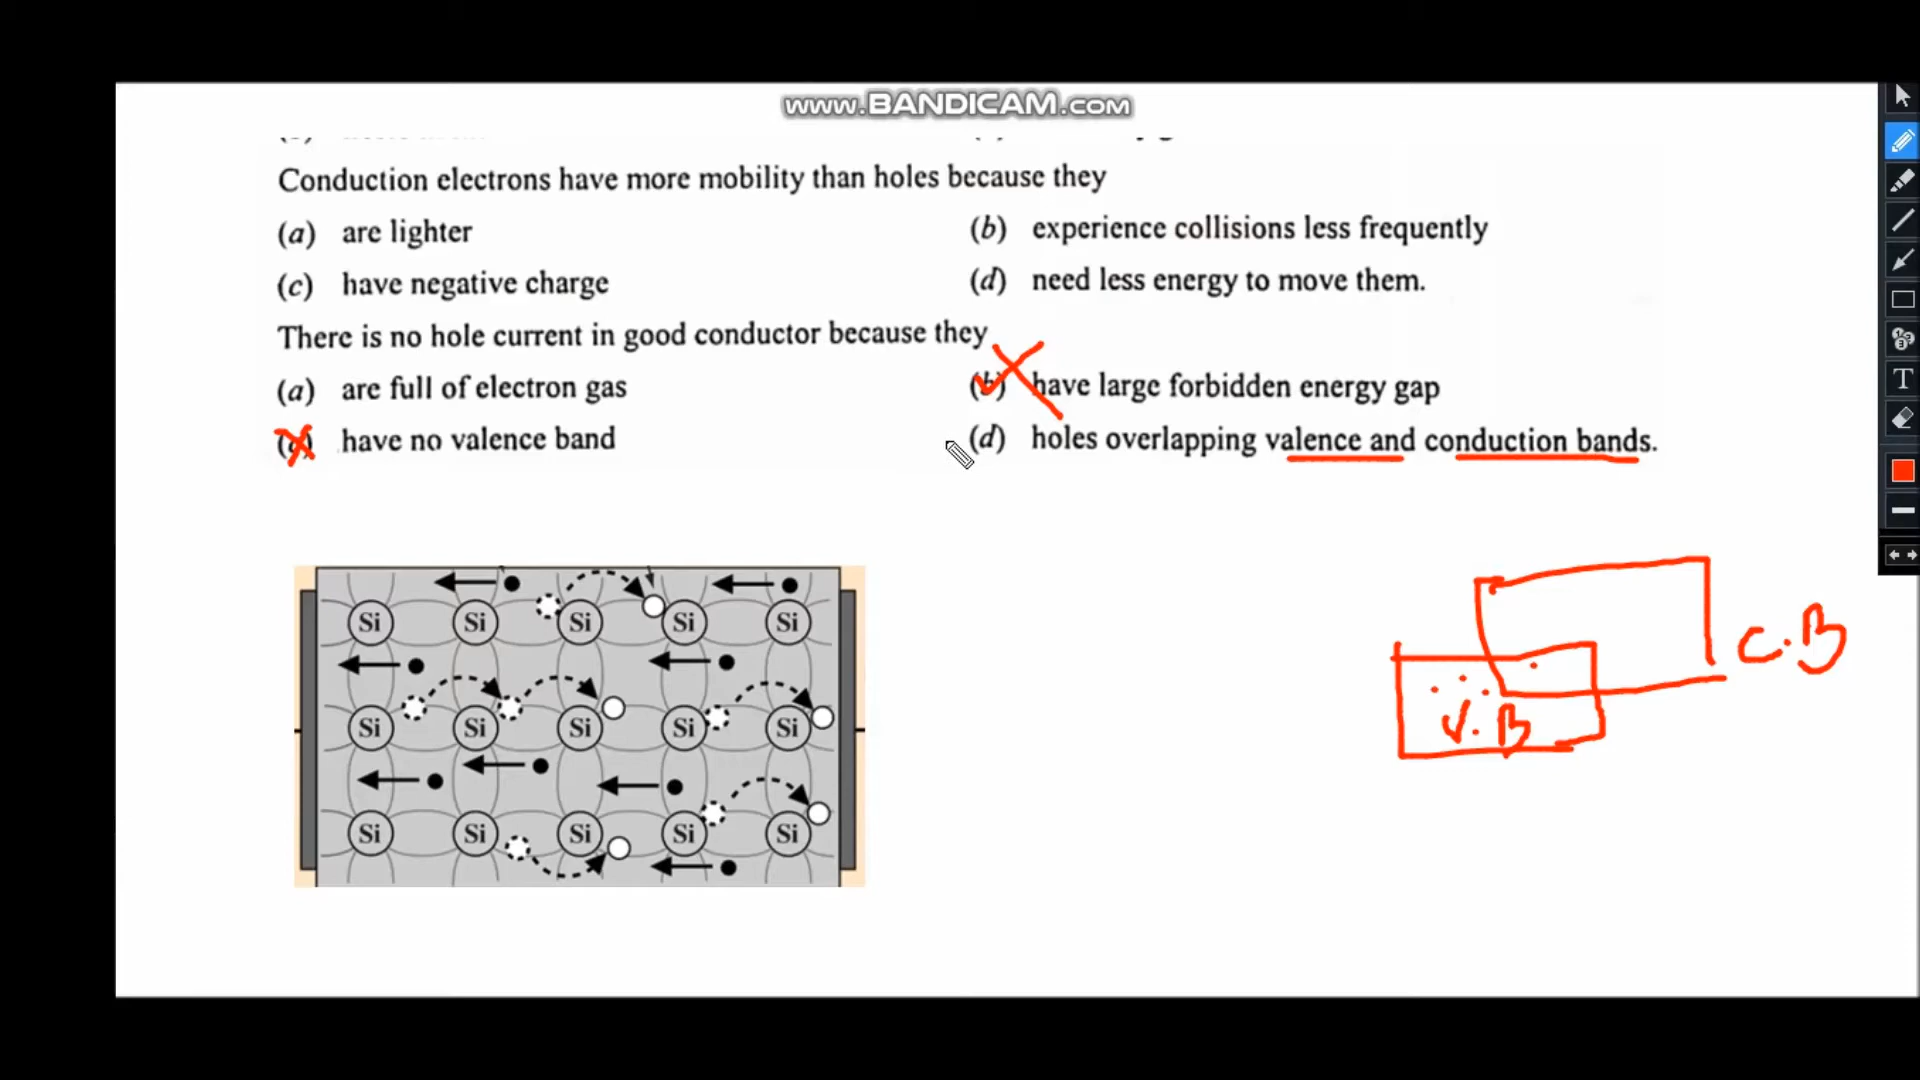 www.BANDICAM.com
Conduction electrons have more mobility than holes because they
(a) are lighter
(b) experience collisions less frequently
(c) have negative charge
(d) need less energy to move them.
There is no hole current in good conductor because they
(a) are full of electron gas
(b) have large forbidden energy gap
(c) have no valence band
(d) holes overlapping valence and conduction bands.
Si Si Si Si Si
Si Si Si Si Si
Si Si Si Si Si
C.B
V.B
T